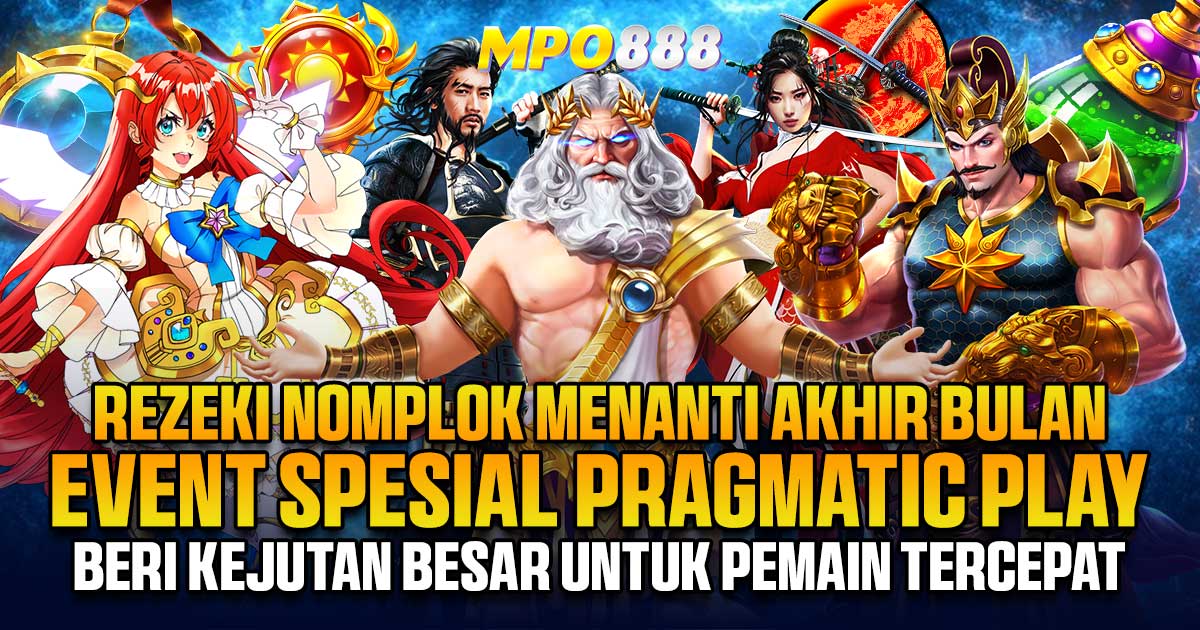 MPO888
REZEKI NOMPLOK MENANTI AKHIR BULAN
EVENT SPESIAL PRAGMATIC PLAY
BERI KEJUTAN BESAR UNTUK PEMAIN TERCEPAT